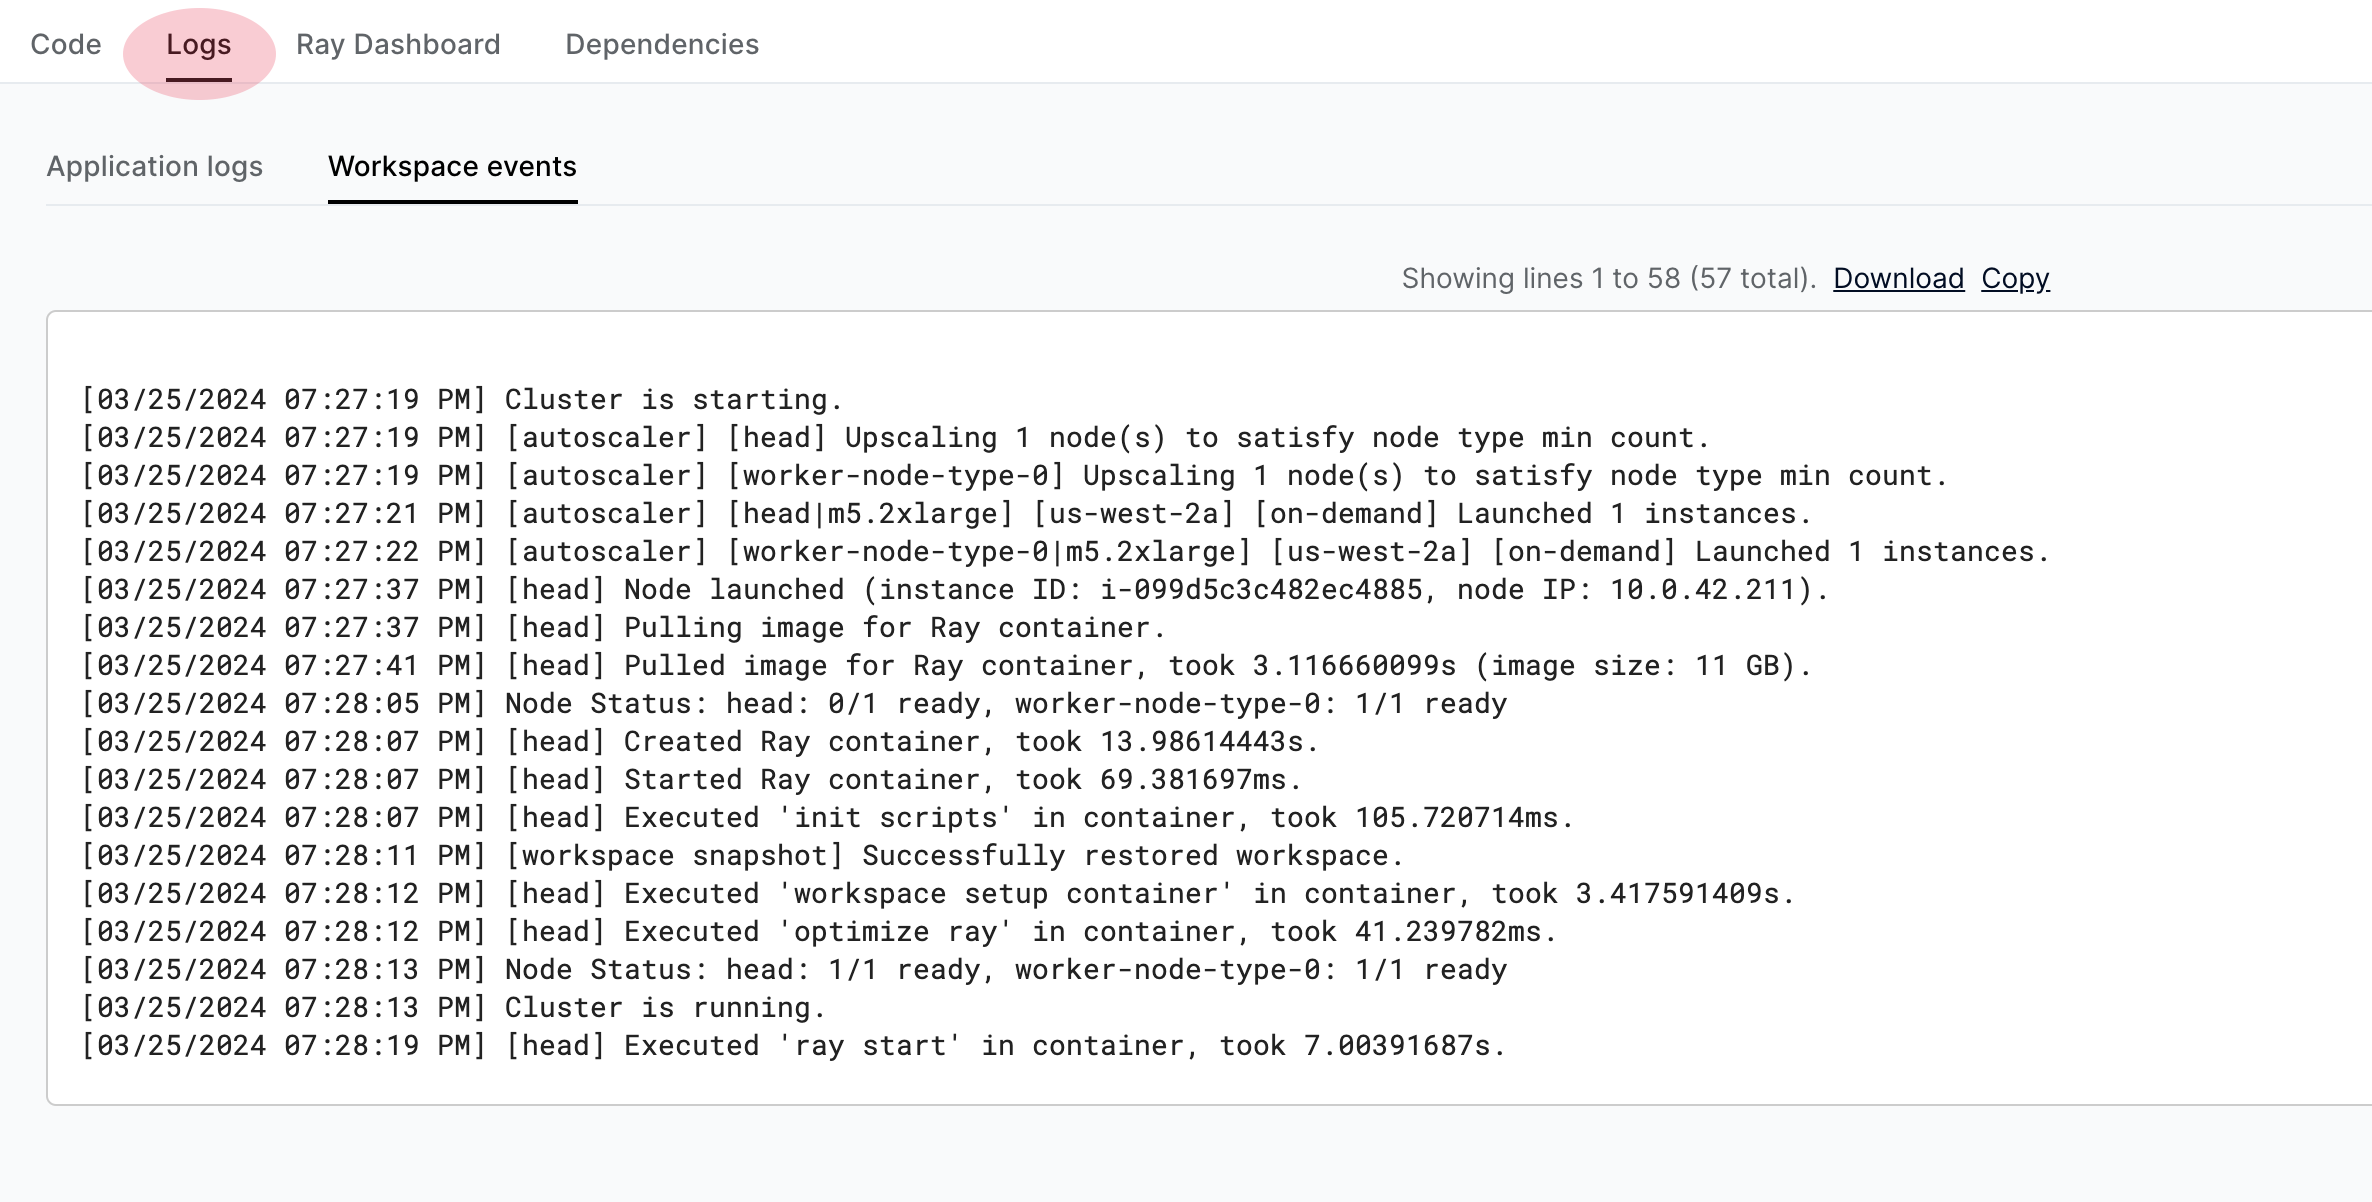 Code Logs Ray Dashboard Dependencies
Application logs Workspace events
Showing lines 1 to 58 (57 total). Download Copy
[03/25/2024 07:27:19 PM] Cluster is starting.
[03/25/2024 07:27:19 PM] [autoscaler] [head] Upscaling 1 node(s) to satisfy node type min count.
[03/25/2024 07:27:19 PM] [autoscaler] [worker-node-type-0] Upscaling 1 node(s) to satisfy node type min count.
[03/25/2024 07:27:21 PM] [autoscaler] [head|m5.2xlarge] [us-west-2a] [on-demand] Launched 1 instances.
[03/25/2024 07:27:22 PM] [autoscaler] [worker-node-type-0|m5.2xlarge] [us-west-2a] [on-demand] Launched 1 instances.
[03/25/2024 07:27:37 PM] [head] Node launched (instance ID: i-099d5c3c482ec4885, node IP: 10.0.42.211).
[03/25/2024 07:27:37 PM] [head] Pulling image for Ray container.
[03/25/2024 07:27:41 PM] [head] Pulled image for Ray container, took 3.116660099s (image size: 11 GB).
[03/25/2024 07:28:05 PM] Node Status: head: 0/1 ready, worker-node-type-0: 1/1 ready
[03/25/2024 07:28:07 PM] [head] Created Ray container, took 13.98614443s.
[03/25/2024 07:28:07 PM] [head] Started Ray container, took 69.381697ms.
[03/25/2024 07:28:07 PM] [head] Executed 'init scripts' in container, took 105.720714ms.
[03/25/2024 07:28:11 PM] [workspace snapshot] Successfully restored workspace.
[03/25/2024 07:28:12 PM] [head] Executed 'workspace setup container' in container, took 3.417591409s.
[03/25/2024 07:28:12 PM] [head] Executed 'optimize ray' in container, took 41.239782ms.
[03/25/2024 07:28:13 PM] Node Status: head: 1/1 ready, worker-node-type-0: 1/1 ready
[03/25/2024 07:28:13 PM] Cluster is running.
[03/25/2024 07:28:19 PM] [head] Executed 'ray start' in container, took 7.00391687s.